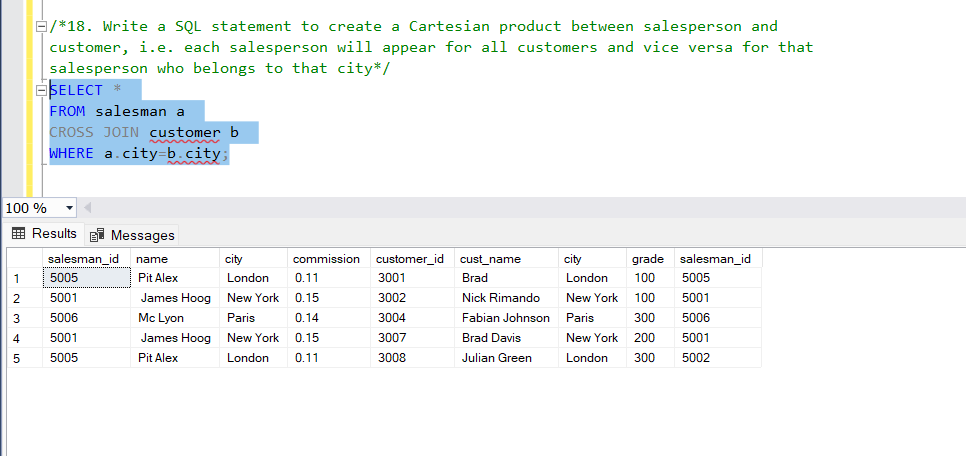 /*18. Write a SQL statement to create a Cartesian product between salesperson and
customer, i.e. each salesperson will appear for all customers and vice versa for that
salesperson who belongs to that city*/
SELECT *
FROM salesman a
CROSS JOIN customer b
WHERE a.city=b.city;
100 %
Results Messages
salesman_id name city commission customer_id cust_name city grade salesman_id
1 5005 Pit Alex London 0.11 3001 Brad London 100 5005
2 5001 James Hoog New York 0.15 3002 Nick Rimando New York 100 5001
3 5006 Mc Lyon Paris 0.14 3004 Fabian Johnson Paris 300 5006
4 5001 James Hoog New York 0.15 3007 Brad Davis New York 200 5001
5 5005 Pit Alex London 0.11 3008 Julian Green London 300 5002